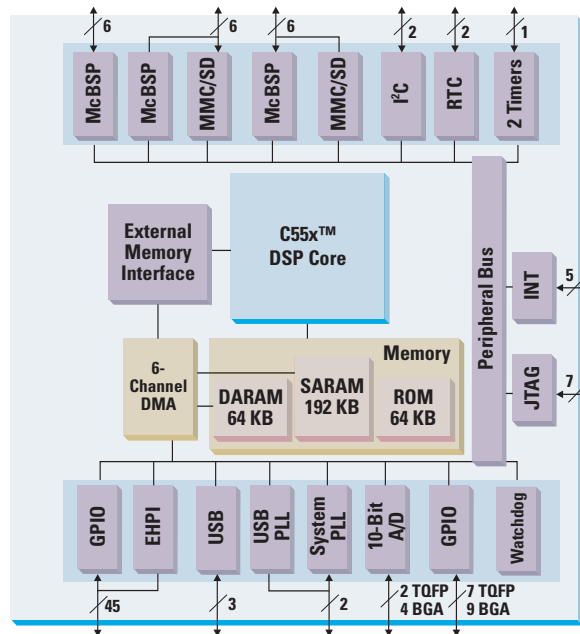 6
6
6
2
2
1
McBSP
McBSP
MMC/SD
McBSP
MMC/SD
I²C
RTC
2 Timers
External
Memory
Interface
C55x™
DSP Core
Peripheral Bus
INT
5
JTAG
7
6-
Channel
DMA
Memory
DARAM
64 KB
SARAM
192 KB
ROM
64 KB
GPIO
EHPI
USB
USB
PLL
System
PLL
10-Bit
A/D
GPIO
Watchdog
45
3
2
2 TQFP
4 BGA
7 TQFP
9 BGA